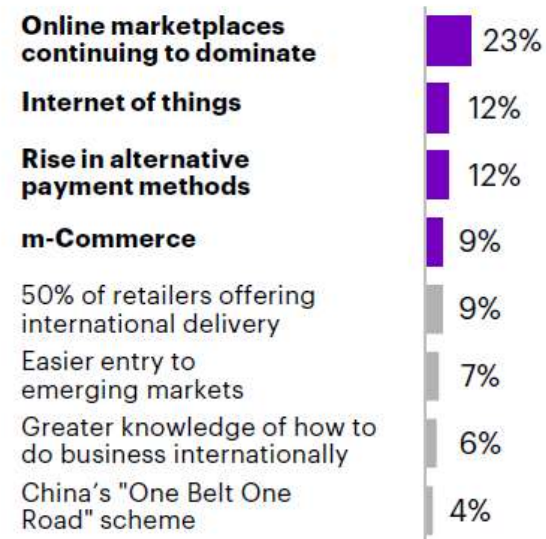 Online marketplaces
continuing to dominate
23%
Internet of things
12%
Rise in alternative
payment methods
12%
m-Commerce
9%
50% of retailers offering
international delivery
9%
Easier entry to
emerging markets
7%
Greater knowledge of how to
do business internationally
6%
China’s "One Belt One
Road" scheme
4%